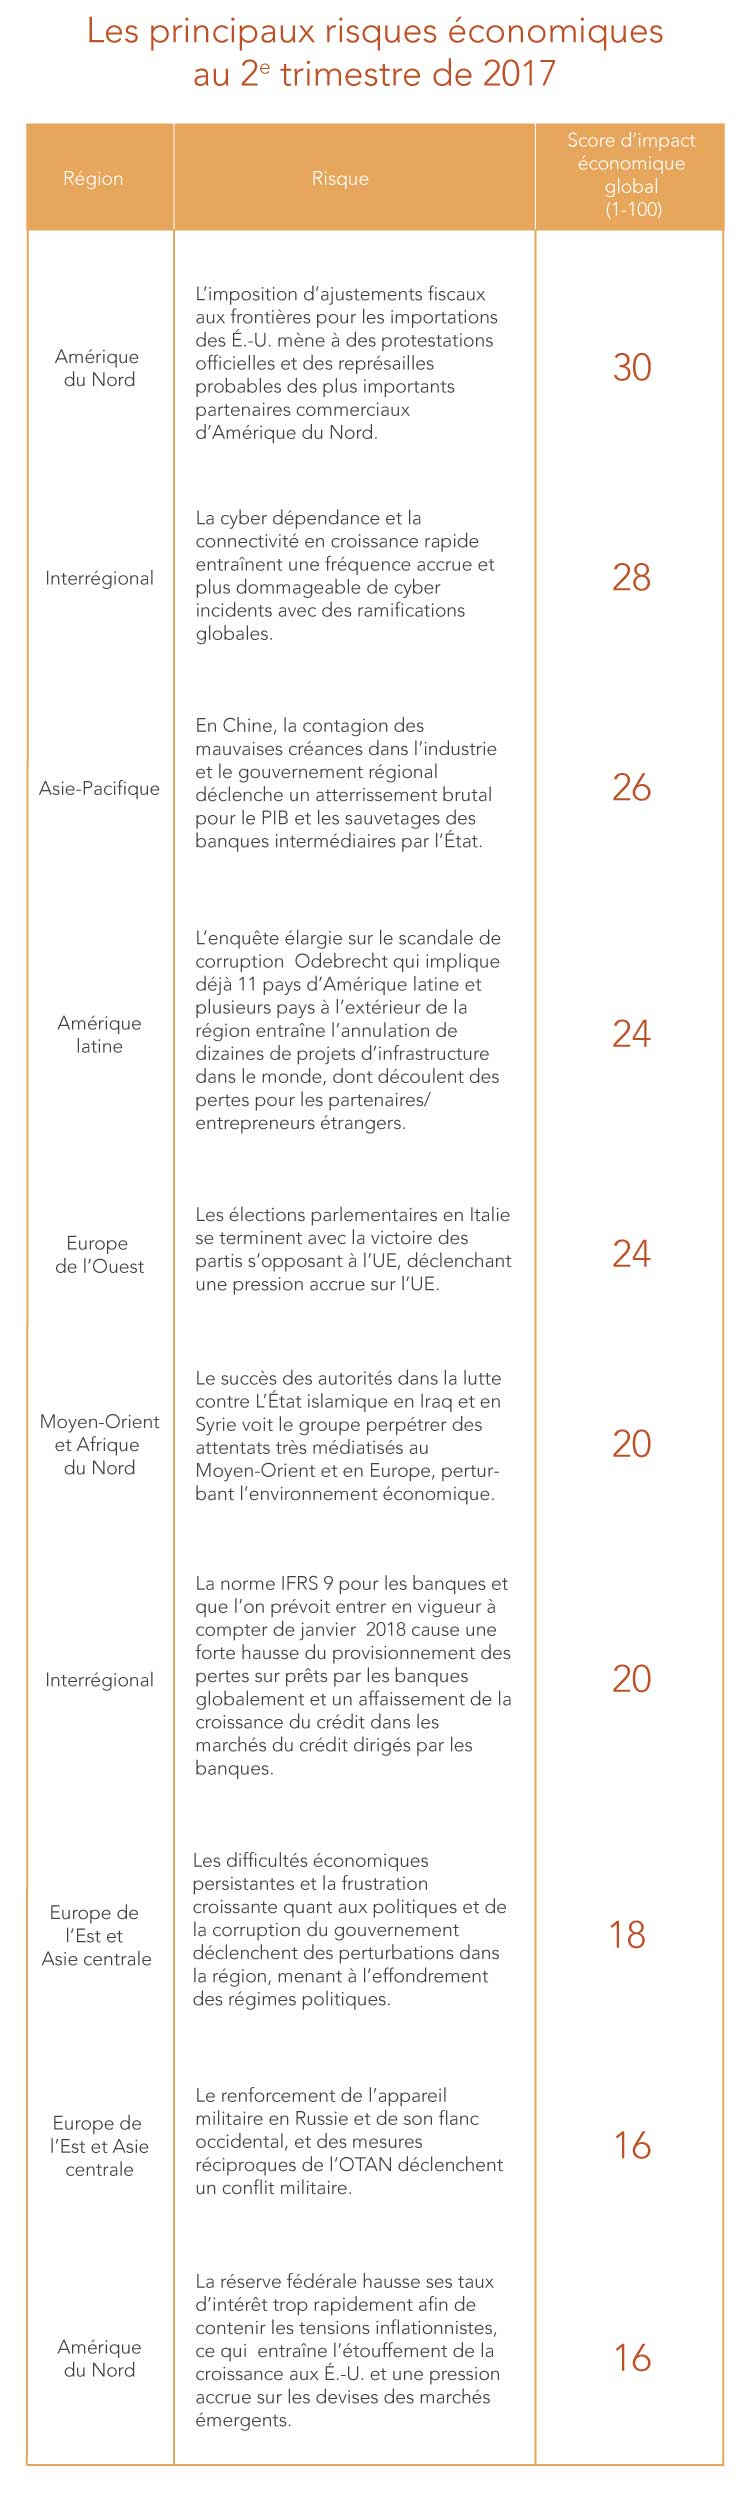 Les principaux risques économiques
au 2e trimestre de 2017
Région
Risque
Score d'impact
économique
global
(1-100)
Amérique
du Nord
L'imposition d'ajustements fiscaux
aux frontières pour les importations
des É.-U. mène à des protestations
officielles et des représailles
probables des plus importants
partenaires commerciaux
d'Amérique du Nord.
30
Interrégional
La cyber dépendance et la
connectivité en croissance rapide
entraînent une fréquence accrue et
plus dommageable de cyber
incidents avec des ramifications
globales.
28
Asie-Pacifique
En Chine, la contagion des
mauvaises créances dans l'industrie
et le gouvernement régional
déclenche un atterrissement brutal
pour le PIB et les sauvetages des
banques intermédiaires par l'État.
26
Amérique
latine
L'enquête élargie sur le scandale de
corruption  Odebrecht qui implique
déjà 11 pays d'Amérique latine et
plusieurs pays à l'extérieur de la
région entraîne l'annulation de
dizaines de projets d'infrastructure
dans le monde, dont découlent des
pertes pour les partenaires/
entrepreneurs étrangers.
24
Europe
de l'Ouest
Les élections parlementaires en Italie
se terminent avec la victoire des
partis s'opposant à l'UE, déclenchant
une pression accrue sur l'UE.
24
Moyen-Orient
et Afrique
du Nord
Le succès des autorités dans la lutte
contre L'État islamique en Iraq et en
Syrie voit le groupe perpétrer des
attentats très médiatisés au
Moyen-Orient et en Europe, pertur-
bant l'environnement économique.
20
Interrégional
La norme IFRS 9 pour les banques et
que l'on prévoit entrer en vigueur à
compter de janvier  2018 cause une
forte hausse du provisionnement des
pertes sur prêts par les banques
globalement et un affaissement de la
croissance du crédit dans les
marchés du crédit dirigés par les
banques.
20
Europe de
l'Est et
Asie centrale
Les difficultés économiques
persistantes et la frustration
croissante quant aux politiques et de
la corruption du gouvernement
déclenchent des perturbations dans
la région, menant à l'effondrement
des régimes politiques.
18
Europe de
l'Est et Asie
centrale
Le renforcement de l'appareil
militaire en Russie et de son flanc
occidental, et des mesures
réciproques de l'OTAN déclenchent
un conflit militaire.
16
Amérique
du Nord
La réserve fédérale hausse ses taux
d'intérêt trop rapidement afin de
contenir les tensions inflationnistes,
ce qui  entraîne l'étouffement de la
croissance aux É.-U. et une pression
accrue sur les devises des marchés
émergents.
16